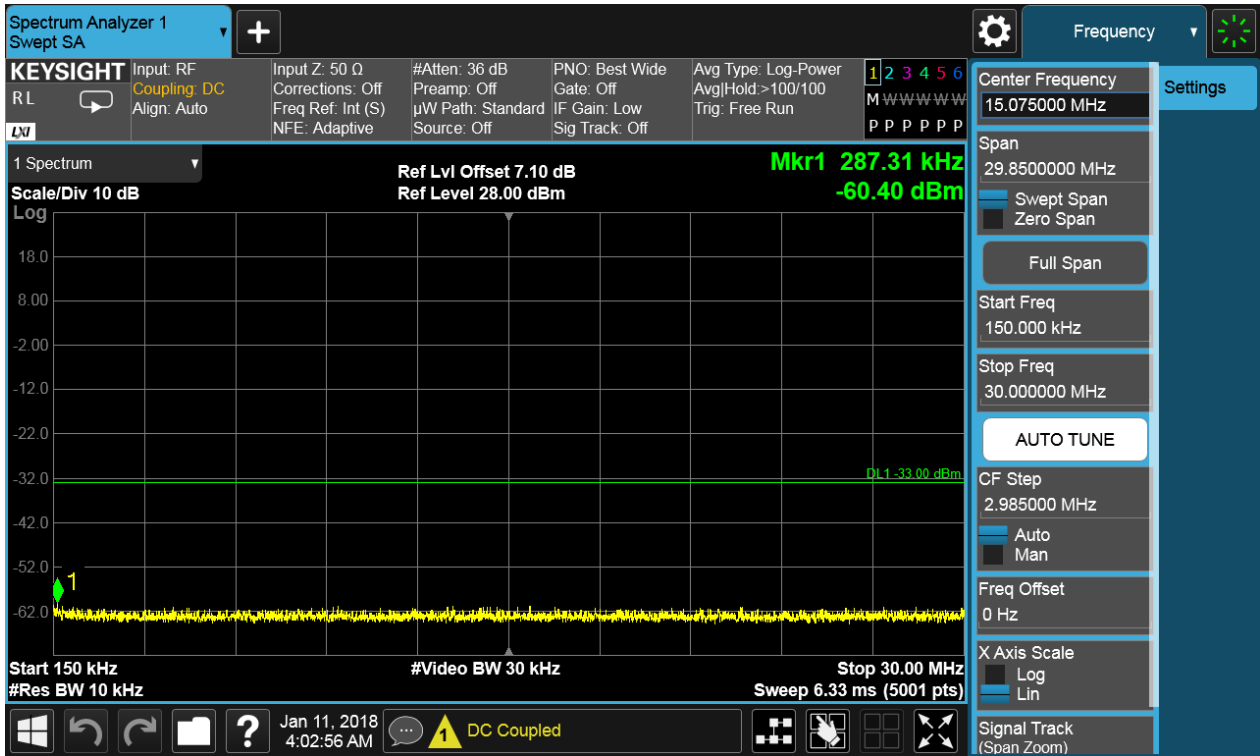 Spectrum Analyzer 1
Swept SA
+
Frequency
KEYSIGHT
RL
LXI
Input: RF
Coupling: DC
Align: Auto
Input Z: 50 Ω
Corrections: Off
Freq Ref: Int (S)
NFE: Adaptive
#Atten: 36 dB
Preamp: Off
µW Path: Standard
Source: Off
PNO: Best Wide
Gate: Off
IF Gain: Low
Sig Track: Off
Avg Type: Log-Power
Avg|Hold:>100/100
Trig: Free Run
1 2 3 4 5 6
M W W W W W
P P P P P P
1 Spectrum
Scale/Div 10 dB
Log
Ref Lvl Offset 7.10 dB
Ref Level 28.00 dBm
Mkr1 287.31 kHz
-60.40 dBm
18.0
8.00
-2.00
-12.0
-22.0
-32.0
-42.0
-52.0
-62.0
DL1 -33.00 dBm
1
Start 150 kHz
#Res BW 10 kHz
#Video BW 30 kHz
Stop 30.00 MHz
Sweep 6.33 ms (5001 pts)
Center Frequency
15.075000 MHz
Span
29.8500000 MHz
Swept Span
Zero Span
Full Span
Start Freq
150.000 kHz
Stop Freq
30.000000 MHz
AUTO TUNE
CF Step
2.985000 MHz
Auto
Man
Freq Offset
0 Hz
X Axis Scale
Log
Lin
Signal Track
(Span Zoom)
Settings
?
Jan 11, 2018
4:02:56 AM
1
DC Coupled